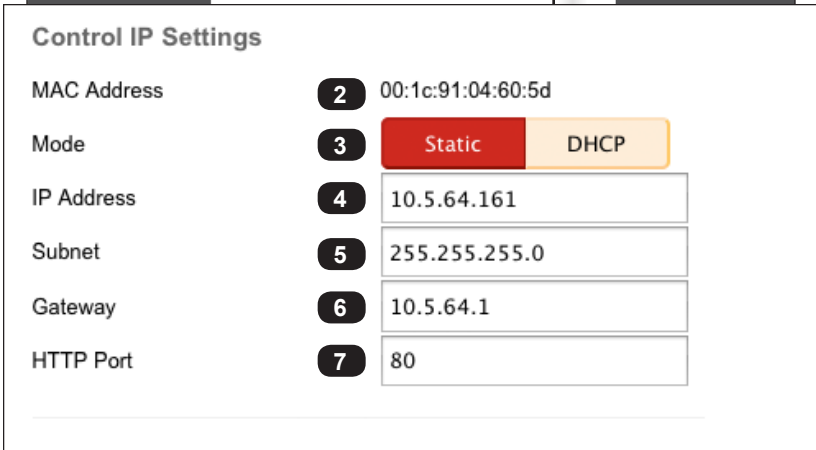 Control IP Settings
MAC Address 2 00:1c:91:04:60:5d
Mode 3 Static DHCP
IP Address 4 10.5.64.161
Subnet 5 255.255.255.0
Gateway 6 10.5.64.1
HTTP Port 7 80